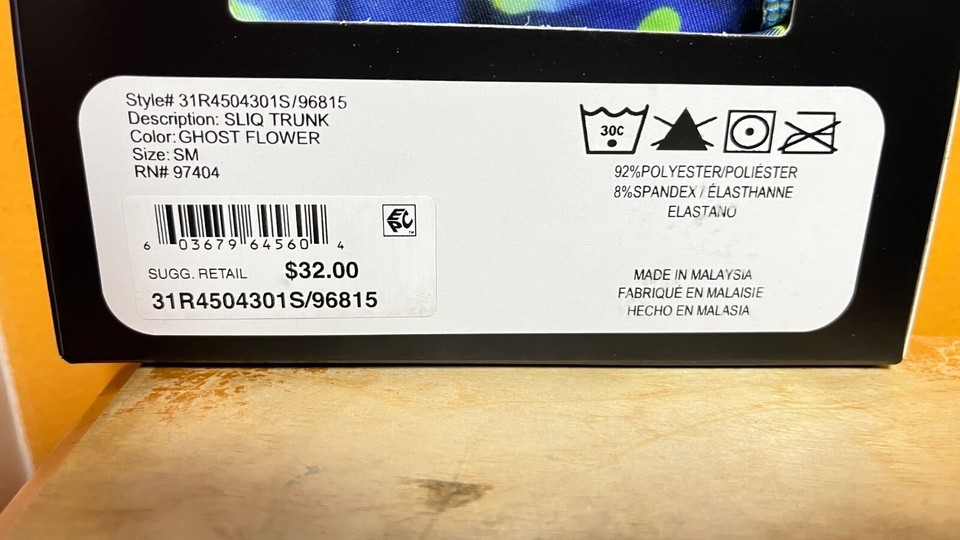 Style# 31R4504301S/96815
Description: SLIQ TRUNK
Color: GHOST FLOWER
Size: SM
RN# 97404
EPC
TM
6 03679 64560 4
SUGG. RETAIL $32.00
31R4504301S/96815
30C
92%POLYESTER/POLIÉSTER
8%SPANDEX / ÉLASTHANNE
ELASTANO
MADE IN MALAYSIA
FABRIQUÉ EN MALAISIE
HECHO EN MALASIA